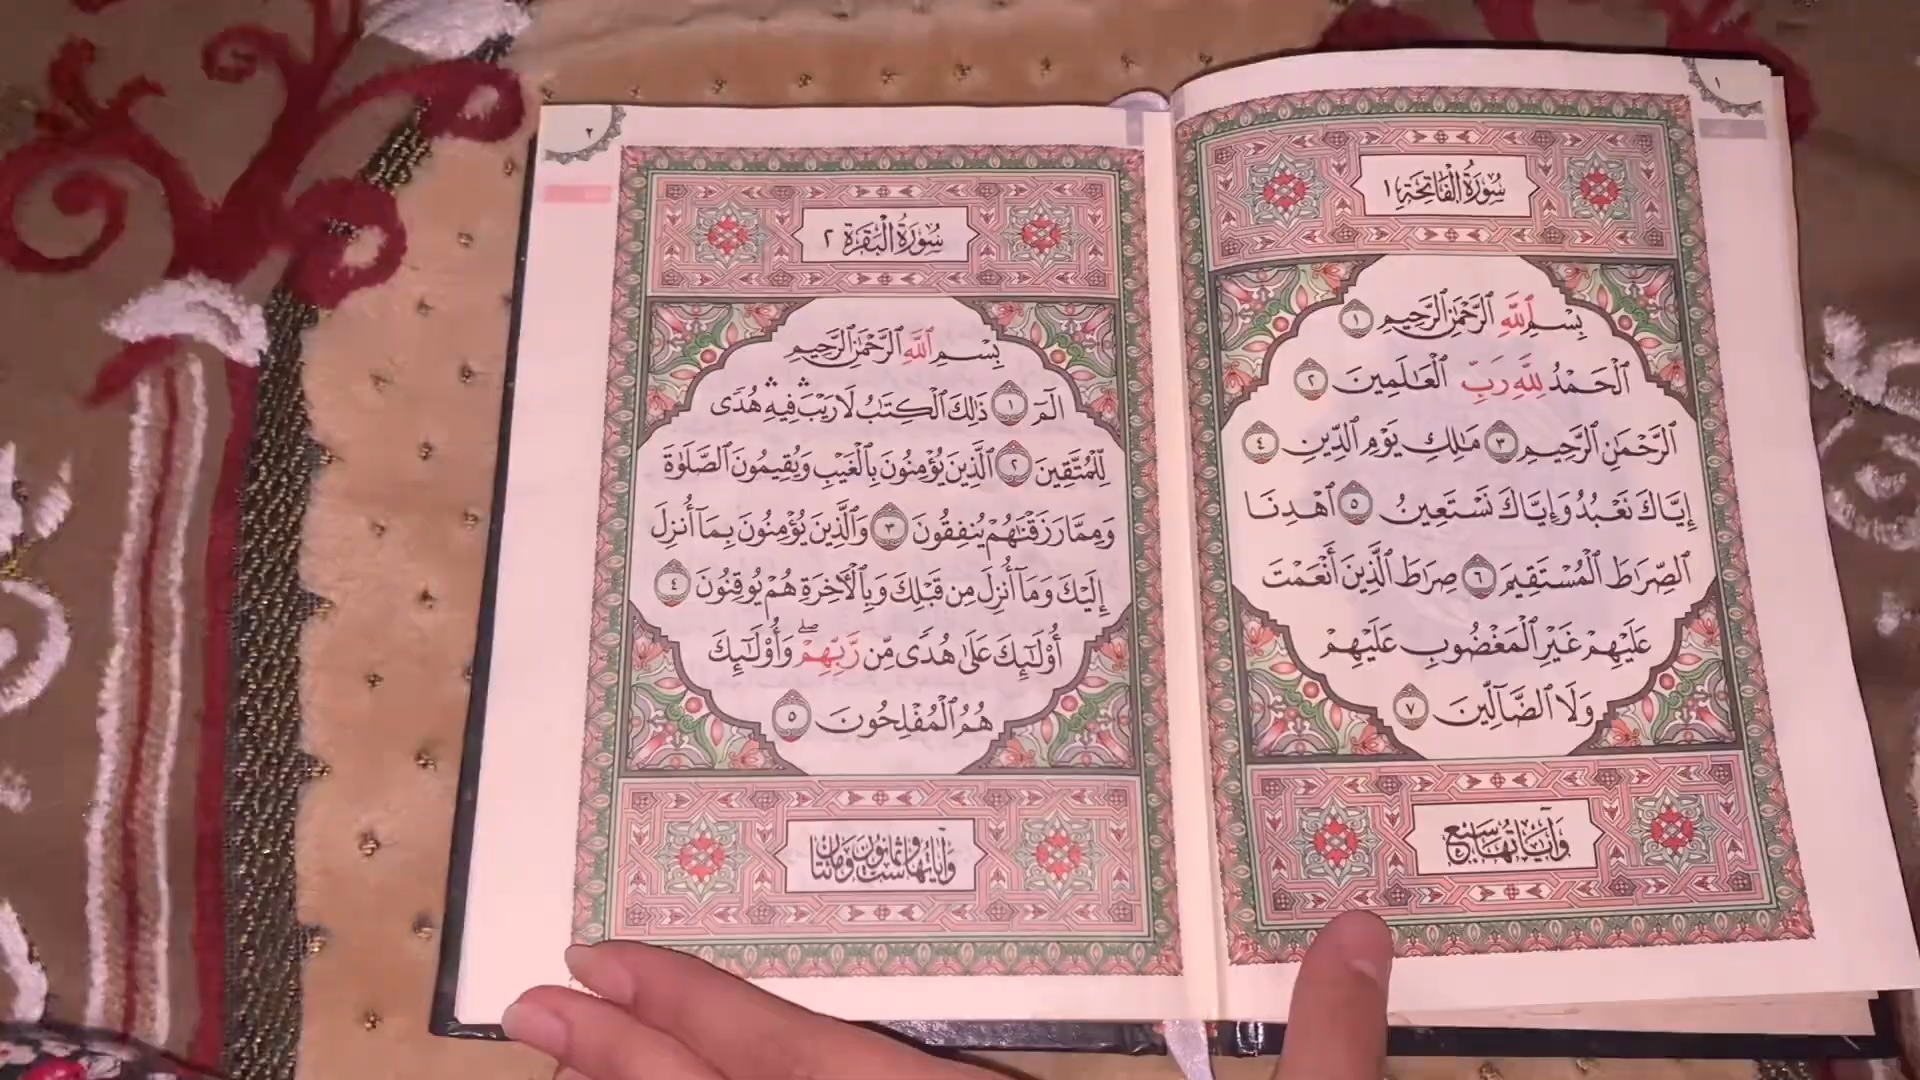 ١
سُورَةُ الْفَاتِحَةِ ١
بِسْمِ ٱللَّهِ ٱلرَّحْمَٰنِ ٱلرَّحِيمِ ١
ٱلْحَمْدُ لِلَّهِ رَبِّ ٱلْعَٰلَمِينَ ٢
ٱلرَّحْمَٰنِ ٱلرَّحِيمِ ٣ مَٰلِكِ يَوْمِ ٱلدِّينِ ٤
إِيَّاكَ نَعْبُدُ وَإِيَّاكَ نَسْتَعِينُ ٥ ٱهْدِنَا
ٱلصِّرَٰطَ ٱلْمُسْتَقِيمَ ٦ صِرَٰطَ ٱلَّذِينَ أَنْعَمْتَ
عَلَيْهِمْ غَيْرِ ٱلْمَغْضُوبِ عَلَيْهِمْ
وَلَا ٱلضَّآلِّينَ ٧
وَآيَاتُهَا سَبْعٌ
٢
سُورَةُ الْبَقَرَةِ ٢
بِسْمِ ٱللَّهِ ٱلرَّحْمَٰنِ ٱلرَّحِيمِ
الٓمٓ ١ ذَٰلِكَ ٱلْكِتَٰبُ لَا رَيْبَ ۛ فِيهِ ۛ هُدًى
لِّلْمُتَّقِينَ ٢ ٱلَّذِينَ يُؤْمِنُونَ بِٱلْغَيْبِ وَيُقِيمُونَ ٱلصَّلَوٰةَ
وَمِمَّا رَزَقْنَٰهُمْ يُنفِقُونَ ٣ وَٱلَّذِينَ يُؤْمِنُونَ بِمَآ أُنزِلَ
إِلَيْكَ وَمَآ أُنزِلَ مِن قَبْلِكَ وَبِٱلْأٓخِرَةِ هُمْ يُوقِنُونَ ٤
أُو۟لَٰٓئِكَ عَلَىٰ هُدًى مِّن رَّبِّهِمْ ۖ وَأُو۟لَٰٓئِكَ
هُمُ ٱلْمُفْلِحُونَ ٥
وَآيَاتُهَا سِتٌّ وَثَمَانُونَ وَمِائَتَانِ